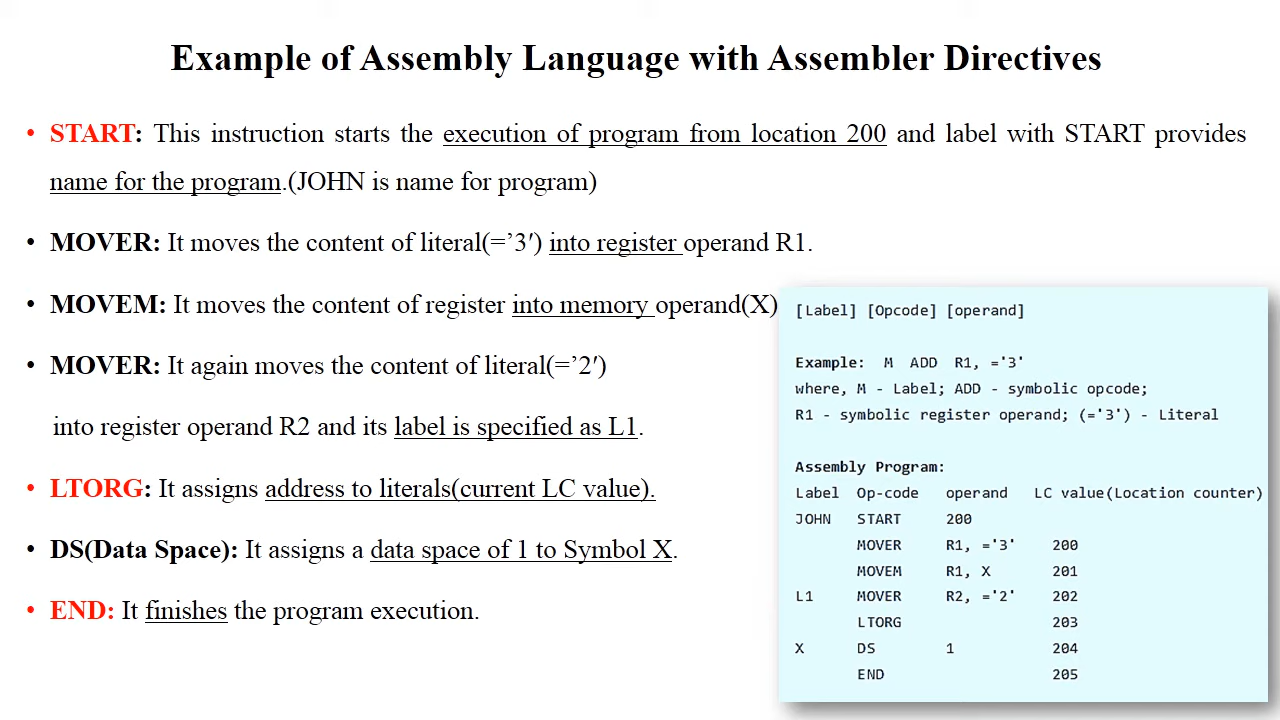 Example of Assembly Language with Assembler Directives
• START: This instruction starts the execution of program from location 200 and label with START provides
name for the program.(JOHN is name for program)
• MOVER: It moves the content of literal(=’3′) into register operand R1.
• MOVEM: It moves the content of register into memory operand(X)
• MOVER: It again moves the content of literal(=’2′)
into register operand R2 and its label is specified as L1.
• LTORG: It assigns address to literals(current LC value).
• DS(Data Space): It assigns a data space of 1 to Symbol X.
• END: It finishes the program execution.
[Label] [Opcode] [operand]
Example: M ADD R1, ='3'
where, M - Label; ADD - symbolic opcode;
R1 - symbolic register operand; (='3') - Literal
Assembly Program:
Label Op-code operand LC value(Location counter)
JOHN START 200
MOVER R1, ='3' 200
MOVEM R1, X 201
L1 MOVER R2, ='2' 202
LTORG 203
X DS 1 204
END 205